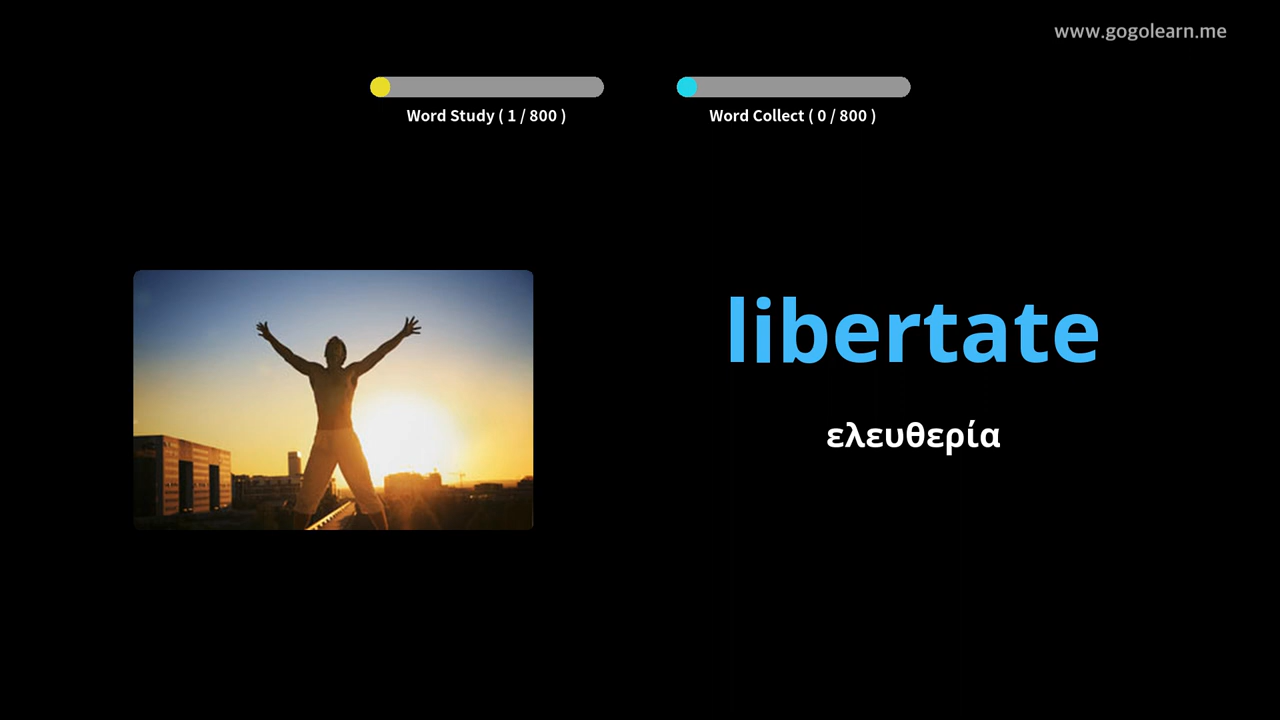 www.gogolearn.me
Word Study ( 1 / 800 )
Word Collect ( 0 / 800 )
libertate
ελευθερία